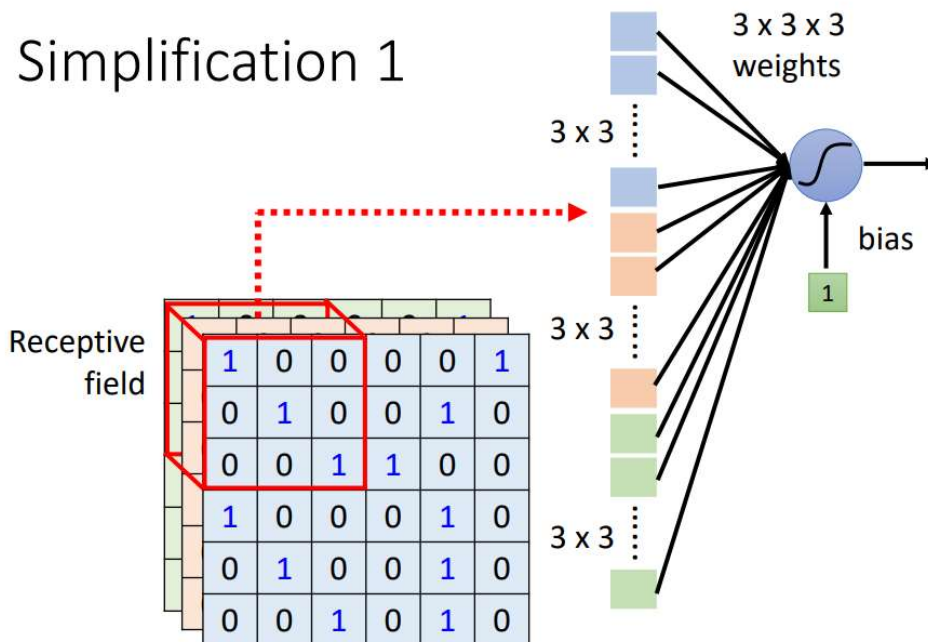 Simplification 1
3 x 3 x 3
weights
3 x 3
bias
1
Receptive
field
3 x 3
1 0 0 0 0 1
0 1 0 0 1 0
0 0 1 1 0 0
1 0 0 0 1 0
0 1 0 0 1 0
0 0 1 0 1 0
3 x 3